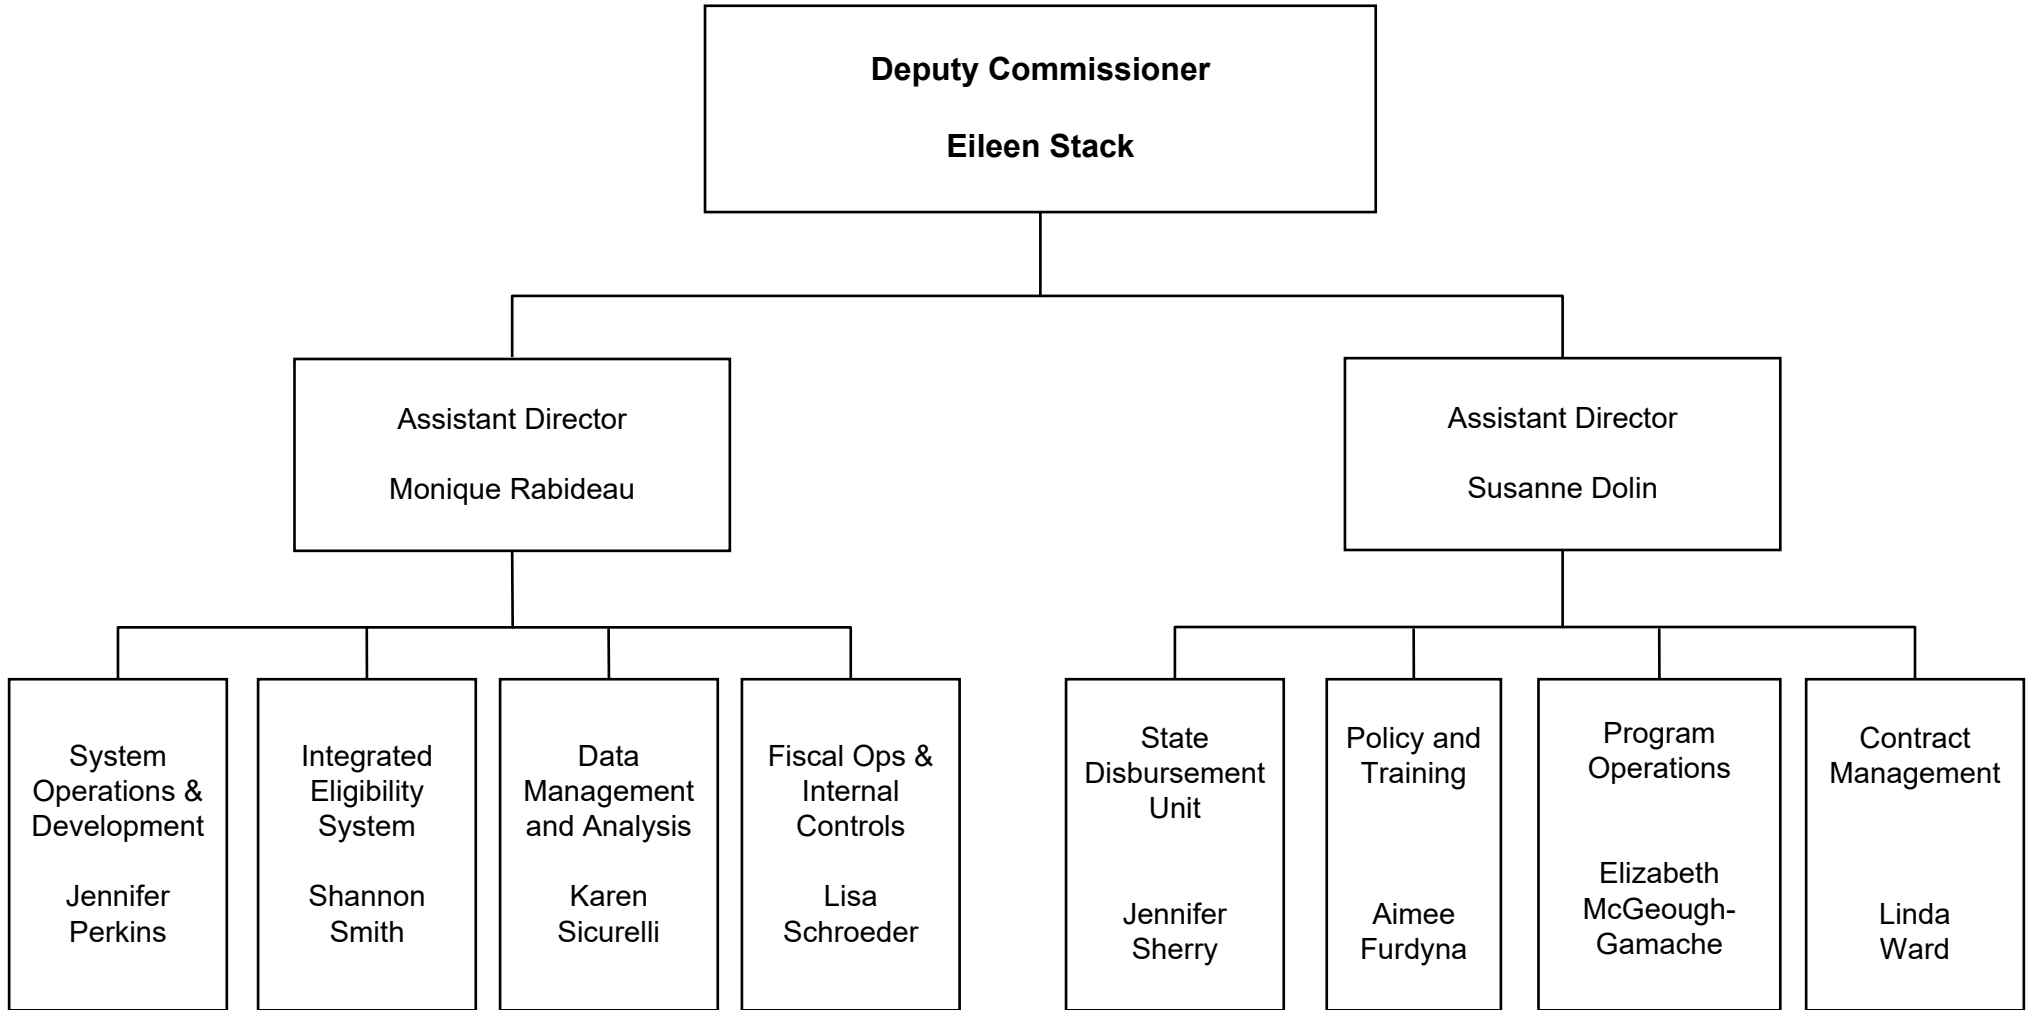 Deputy Commissioner
Eileen Stack
Assistant Director
Monique Rabideau
Assistant Director
Susanne Dolin
System
Operations &
Development
Jennifer
Perkins
Integrated
Eligibility
System
Shannon
Smith
Data
Management
and Analysis
Karen
Sicurelli
Fiscal Ops &
Internal
Controls
Lisa
Schroeder
State
Disbursement
Unit
Jennifer
Sherry
Policy and
Training
Aimee
Furdyna
Program
Operations
Elizabeth
McGeough-
Gamache
Contract
Management
Linda
Ward